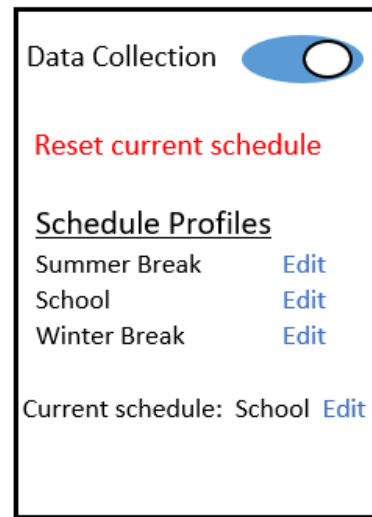 Data Collection
Reset current schedule
Schedule Profiles
Summer Break Edit
School Edit
Winter Break Edit
Current schedule: School Edit